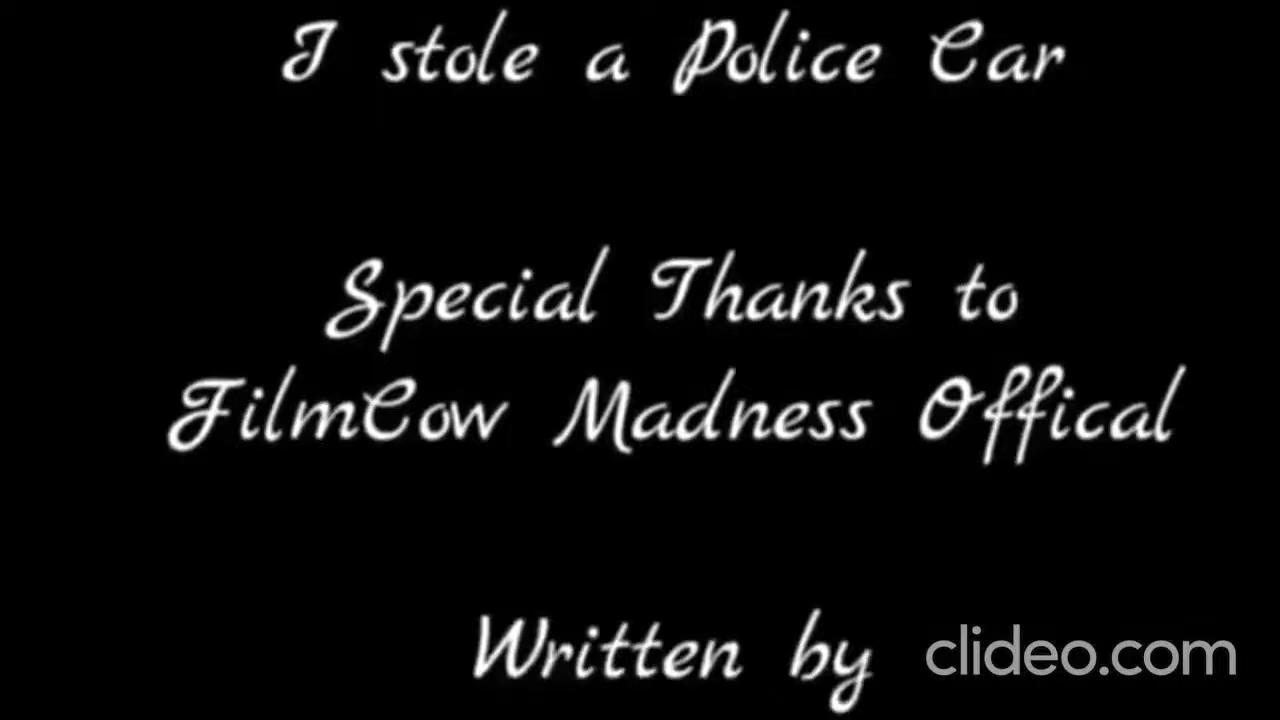 I stole a Police Car
Special Thanks to
FilmCow Madness Offical
Written by
clideo.com